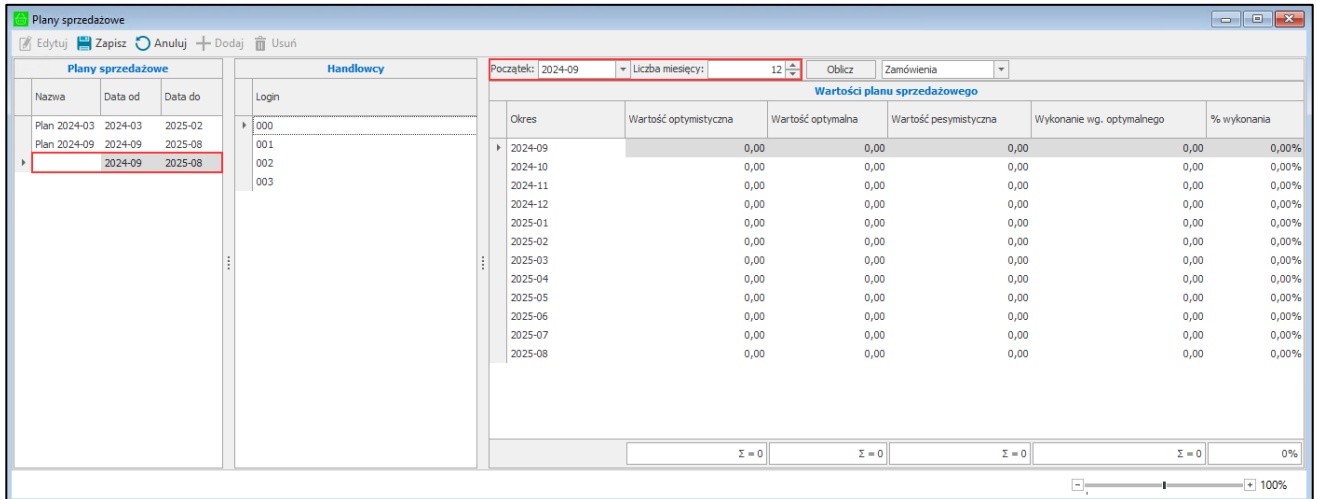 Plany sprzedażowe
Edytuj Zapisz Anuluj Dodaj Usuń
Plany sprzedażowe Handlowcy Początek: 2024-09 Liczba miesięcy: 12 Oblicz Zamówienia
Wartości planu sprzedażowego
Nazwa Data od Data do Login Okres Wartość optymistyczna Wartość optymalna Wartość pesymistyczna Wykonanie wg. optymalnego % wykonania
Plan 2024-03 2024-03 2025-02 000
Plan 2024-09 2024-09 2025-08 001
2024-09 2025-08 002
003
2024-09 0,00 0,00 0,00 0,00 0,00%
2024-10 0,00 0,00 0,00 0,00 0,00%
2024-11 0,00 0,00 0,00 0,00 0,00%
2024-12 0,00 0,00 0,00 0,00 0,00%
2025-01 0,00 0,00 0,00 0,00 0,00%
2025-02 0,00 0,00 0,00 0,00 0,00%
2025-03 0,00 0,00 0,00 0,00 0,00%
2025-04 0,00 0,00 0,00 0,00 0,00%
2025-05 0,00 0,00 0,00 0,00 0,00%
2025-06 0,00 0,00 0,00 0,00 0,00%
2025-07 0,00 0,00 0,00 0,00 0,00%
2025-08 0,00 0,00 0,00 0,00 0,00%
Σ = 0 Σ = 0 Σ = 0 Σ = 0 0%
100%